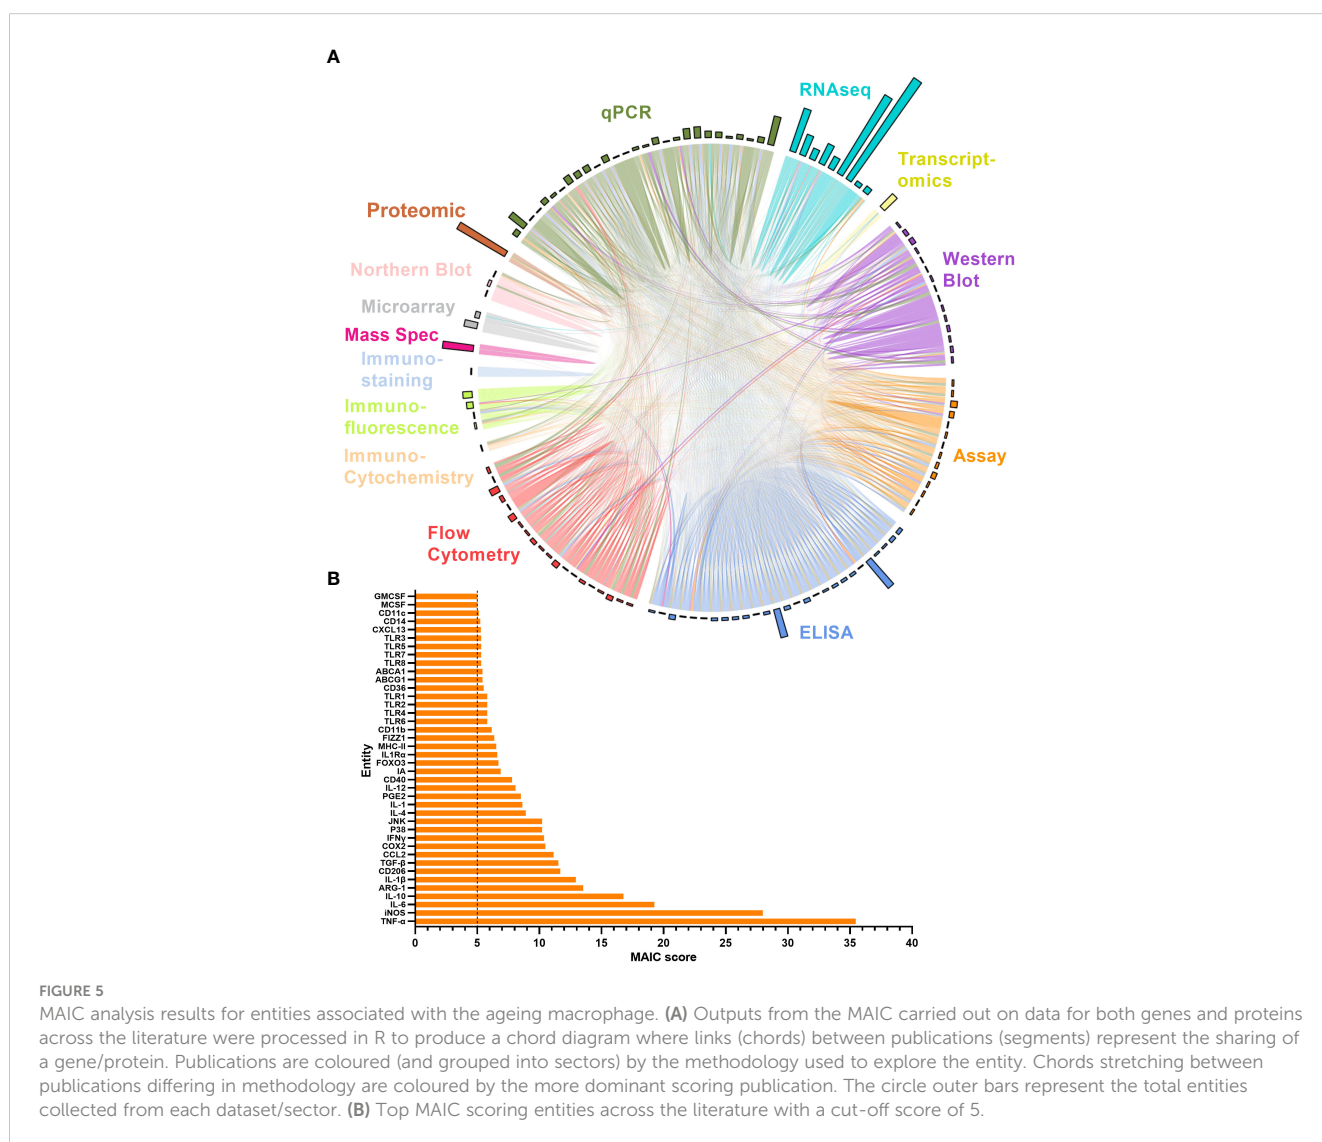 A
RNAseq
qPCR
Transcript-
omics
Proteomic
Western
Blot
Northern Blot
Microarray
Mass Spec
Immuno-
staining
Immuno-
fluorescence
Immuno-
Cytochemistry
Assay
Flow
Cytometry
ELISA
B
Entity
GMCSF
MCSF
CD11c
CD14
CXCL13
TLR3
TLR5
TLR7
TLR8
ABCA1
ABCG1
CD36
TLR1
TLR2
TLR4
TLR6
CD11b
FIZZ1
MHC-II
IL1Rα
FOXO3
IA
CD40
IL-12
PGE2
IL-1
IL-4
JNK
P38
IFNγ
COX2
CCL2
TGF-β
CD206
IL-1β
ARG-1
IL-10
IL-6
iNOS
TNF-α
0 5 10 15 20 25 30 35 40
MAIC score
FIGURE 5
MAIC analysis results for entities associated with the ageing macrophage. (A) Outputs from the MAIC carried out on data for both genes and proteins
across the literature were processed in R to produce a chord diagram where links (chords) between publications (segments) represent the sharing of
a gene/protein. Publications are coloured (and grouped into sectors) by the methodology used to explore the entity. Chords stretching between
publications differing in methodology are coloured by the more dominant scoring publication. The circle outer bars represent the total entities
collected from each dataset/sector. (B) Top MAIC scoring entities across the literature with a cut-off score of 5.